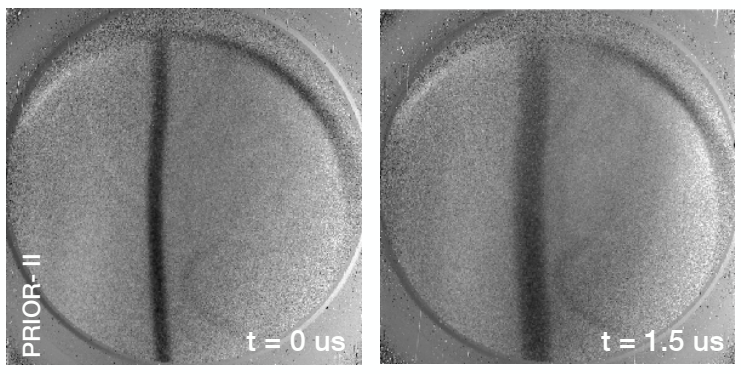 PRIOR- II
t = 0 us
t = 1.5 us